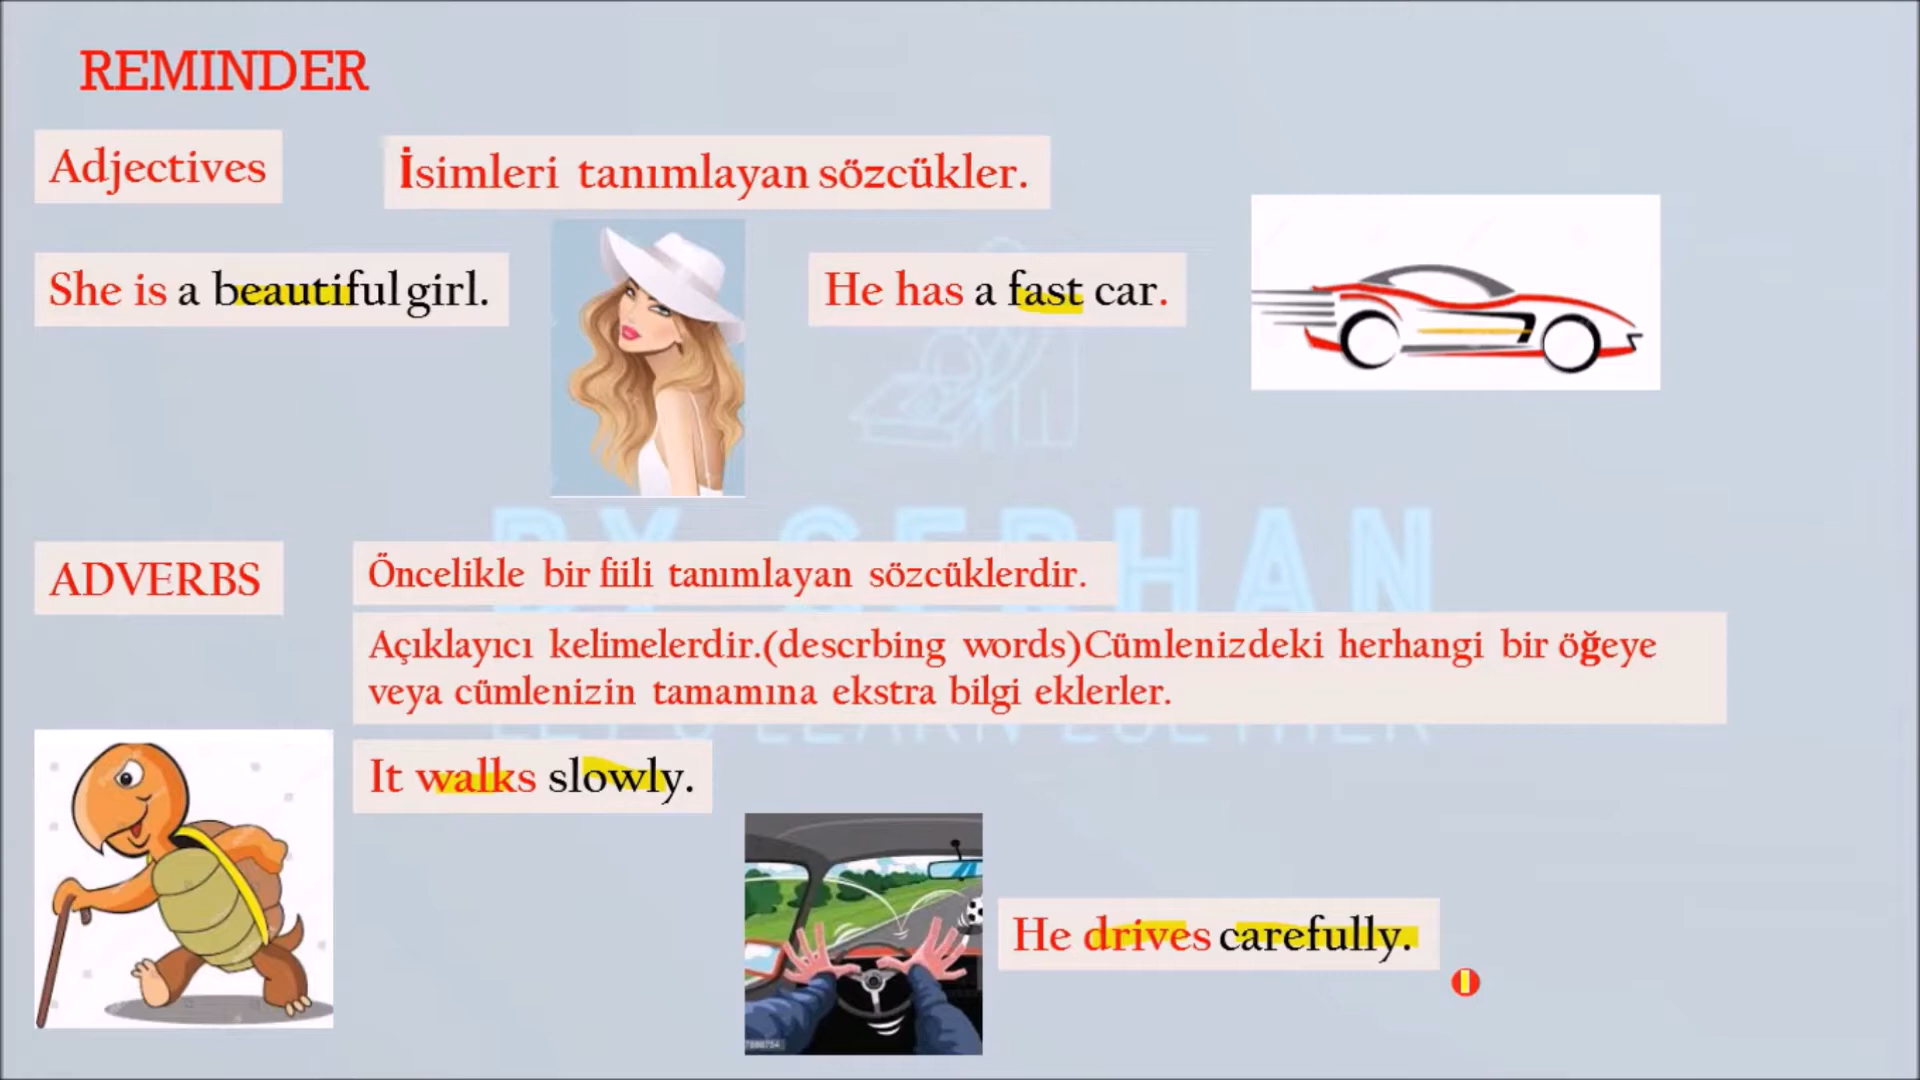 REMINDER
Adjectives
İsimleri tanımlayan sözcükler.
She is a beautiful girl.
He has a fast car.
ADVERBS
Öncelikle bir fiili tanımlayan sözcüklerdir.
Açıklayıcı kelimelerdir.(descrbing words)Cümlenizdeki herhangi bir öğeye
veya cümlenizin tamamına ekstra bilgi eklerler.
It walks slowly.
He drives carefully.